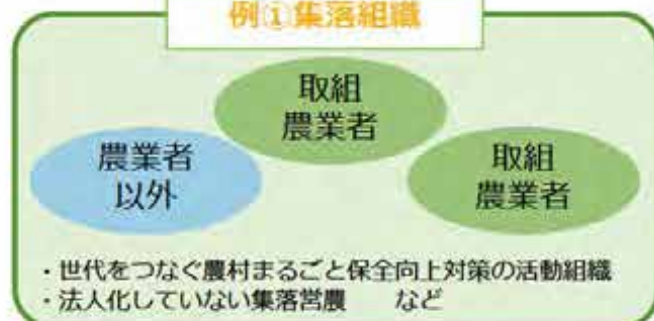 例①集落組織
取組
農業者
農業者
以外
取組
農業者
・世代をつなぐ農村まるごと保全向上対策の活動組織
・法人化していない集落営農　　など